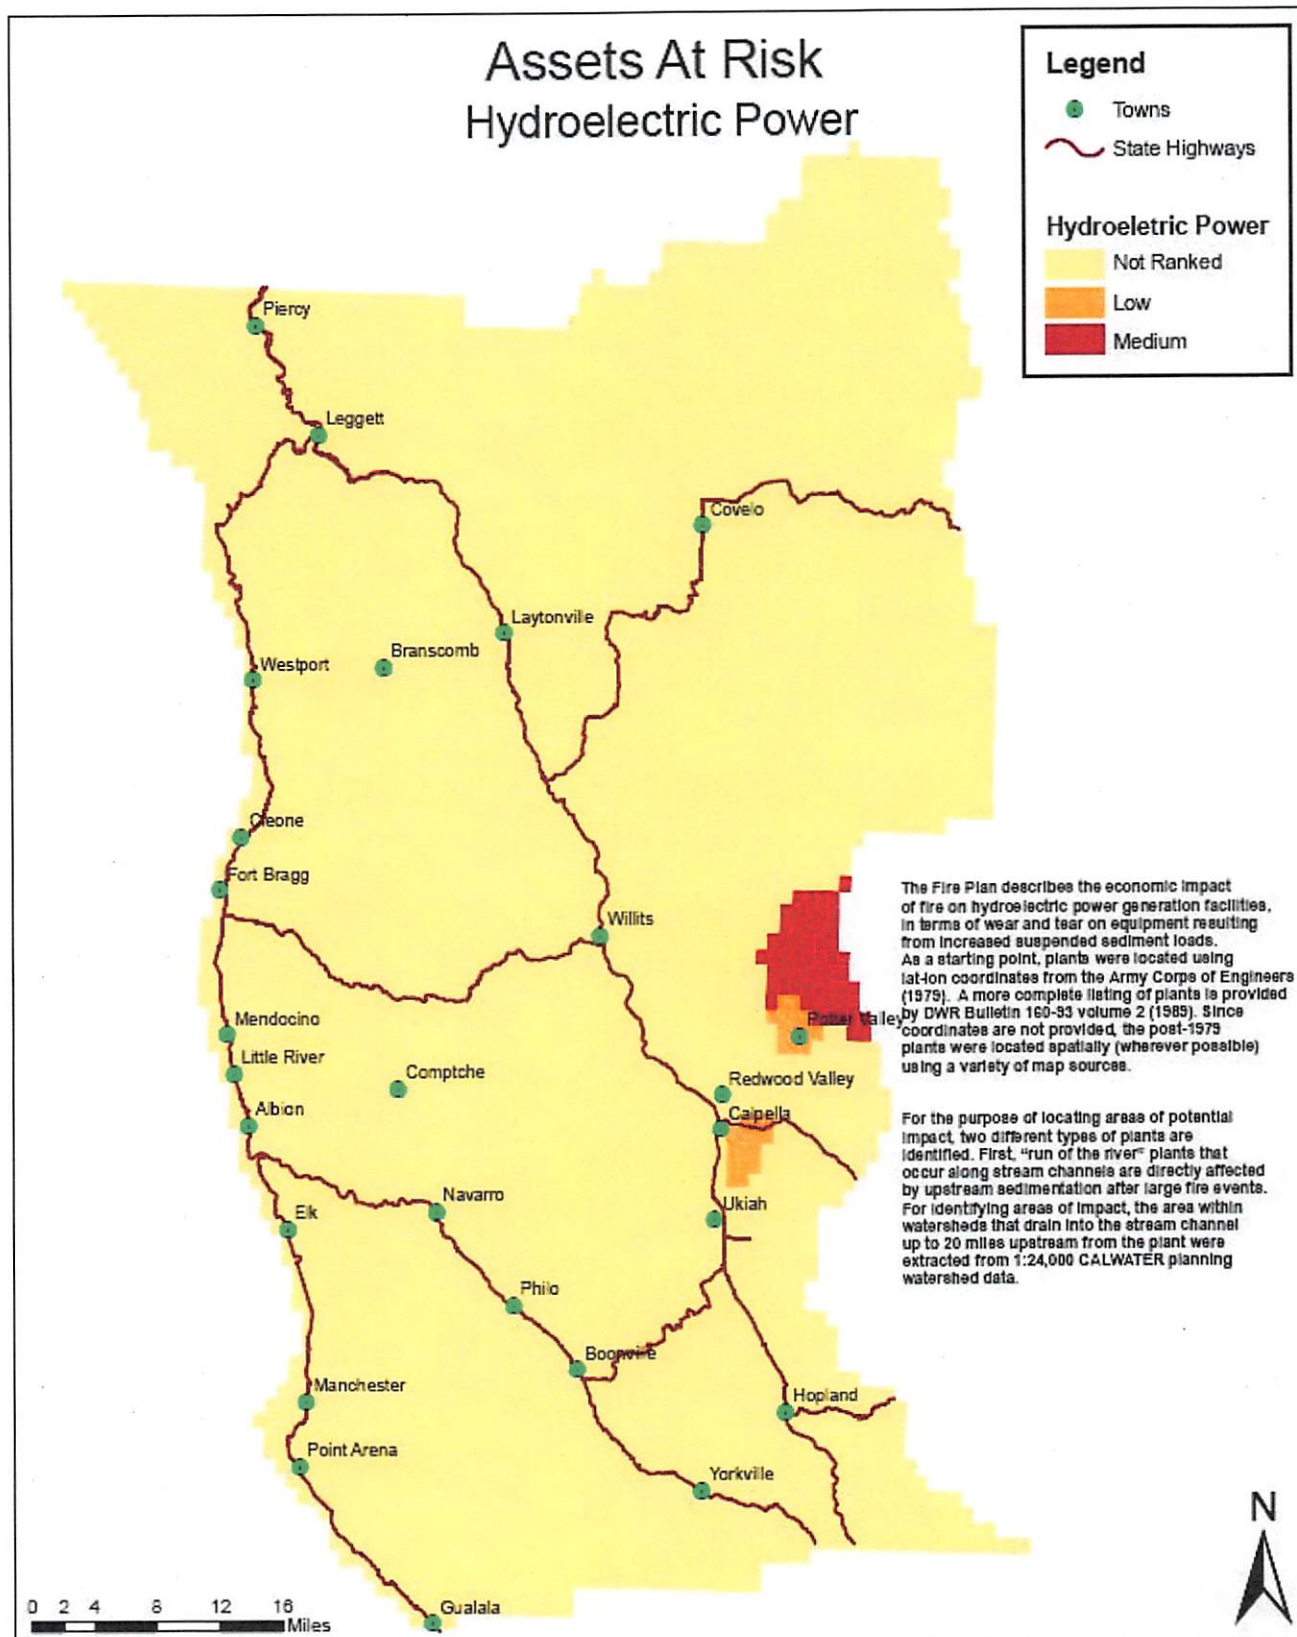 Assets At Risk
Hydroelectric Power
Legend
Towns
State Highways
Hydroeletric Power
Not Ranked
Low
Medium
Piercy
Leggett
Covelo
Laytonville
Branscomb
Westport
Cleone
Fort Bragg
Willits
The Fire Plan describes the economic impact
of fire on hydroelectric power generation facilities,
in terms of wear and tear on equipment resulting
from increased suspended sediment loads.
As a starting point, plants were located using
lat-lon coordinates from the Army Corps of Engineers
(1979). A more complete listing of plants is provided
by DWR Bulletin 160-93 volume 2 (1989). Since
coordinates are not provided, the post-1979
plants were located spatially (wherever possible)
using a variety of map sources.
Potter Valley
Mendocino
Little River
Comptche
Redwood Valley
Albion
Calpella
For the purpose of locating areas of potential
impact, two different types of plants are
identified. First, "run of the river" plants that
occur along stream channels are directly affected
by upstream sedimentation after large fire events.
For identifying areas of impact, the area within
watersheds that drain into the stream channel
up to 20 miles upstream from the plant were
extracted from 1:24,000 CALWATER planning
watershed data.
Navarro
Ukiah
Elk
Philo
Boonville
Manchester
Hopland
Point Arena
Yorkville
N
Gualala
0 2 4 8 12 16
Miles